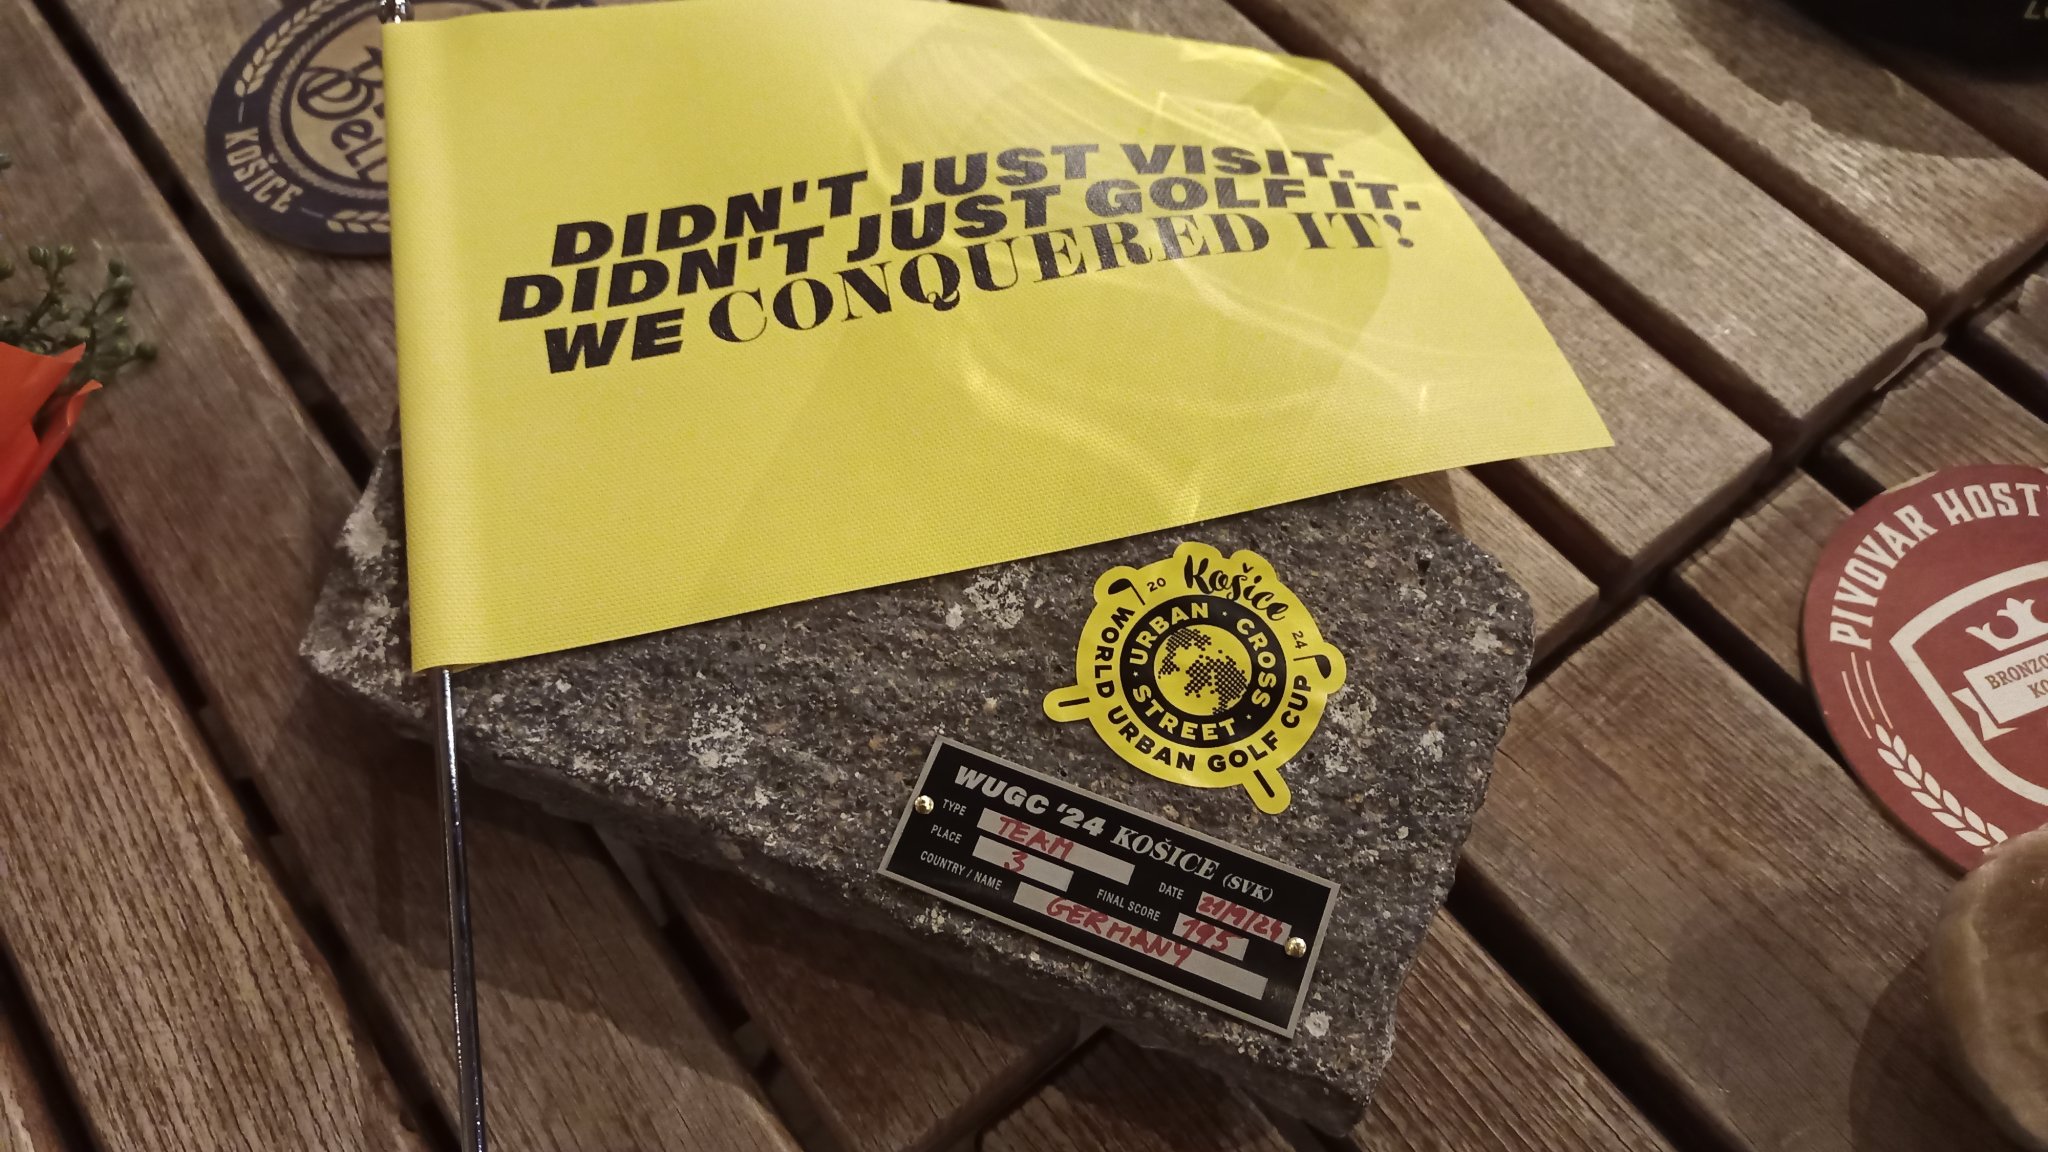 DIDN'T JUST VISIT.
DIDN'T JUST GOLF IT.
WE CONQUERED IT!
KOŠICE
20 Košice 24
URBAN · CROSS · STREET ·
WORLD URBAN GOLF CUP
WUGC '24 KOŠICE (SVK)
TYPE TEAM
PLACE 3 DATE 21/9/24
COUNTRY / NAME GERMANY FINAL SCORE 795
PIVOVAR